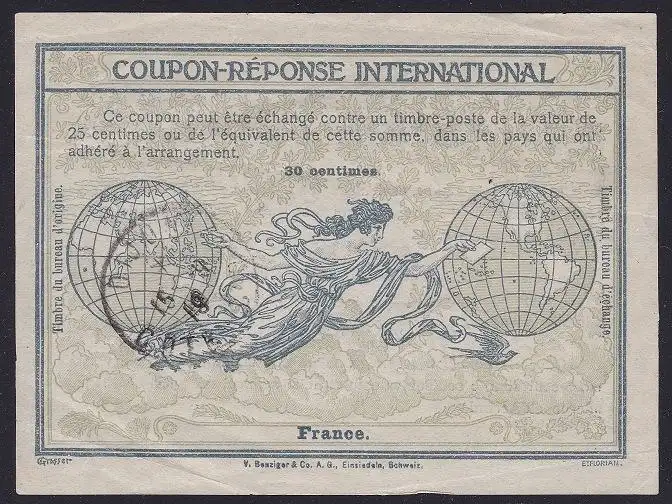 COUPON-RÉPONSE INTERNATIONAL
Ce coupon peut être échangé contre un timbre-poste de la valeur de
25 centimes ou de l'équivalent de cette somme, dans les pays qui ont
adhéré à l'arrangement.
30 centimes.
Timbre du bureau d'origine.
Timbre du bureau d'échange
15
France.
Grasset
V. Benziger & Co. A. G., Einsiedeln, Schweiz.
E. FLORIAN.